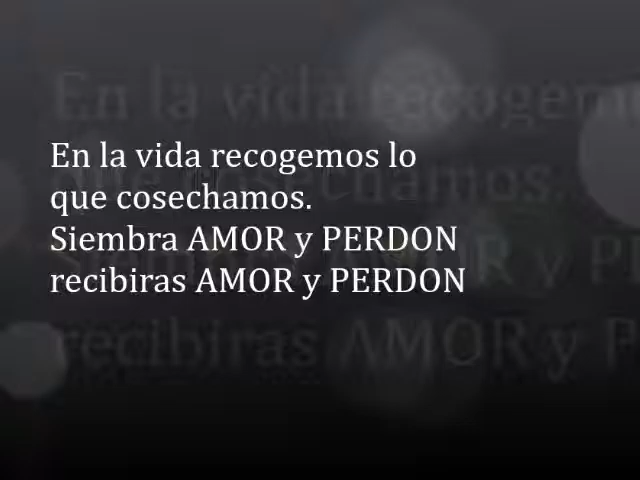 En la vida recogemos lo
que cosechamos.
Siembra AMOR y PERDON
recibiras AMOR y PERDON